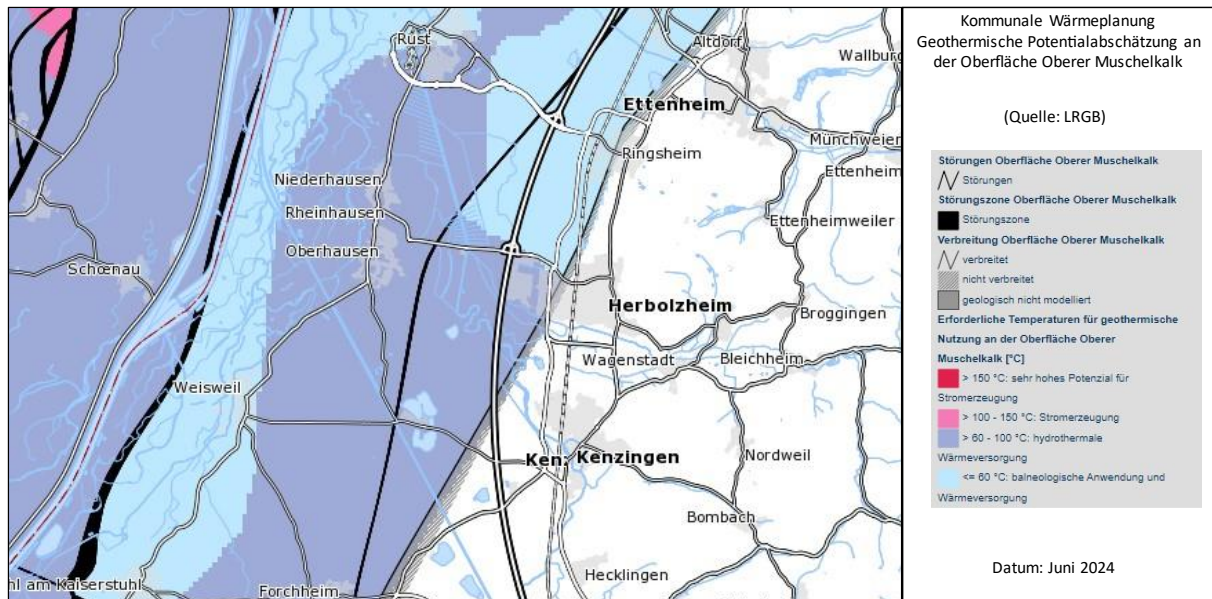 Rust
Altdorf
Wallburg
Ettenheim
Münchweier
Ringsheim
Ettenheim
Niederhausen
Rheinhausen
Ettenheimweiler
Oberhausen
Schœnau
Herbolzheim
Broggingen
Wagenstadt
Bleichheim
Weisweil
Ken:
Kenzingen
Nordweil
Bombach
Hecklingen
hl am Kaiserstuhl
Forchheim
Kommunale Wärmeplanung
Geothermische Potentialabschätzung an
der Oberfläche Oberer Muschelkalk
(Quelle: LRGB)
Störungen Oberfläche Oberer Muschelkalk
Störungen
Störungszone Oberfläche Oberer Muschelkalk
Störungszone
Verbreitung Oberfläche Oberer Muschelkalk
verbreitet
nicht verbreitet
geologisch nicht modelliert
Erforderliche Temperaturen für geothermische
Nutzung an der Oberfläche Oberer
Muschelkalk [°C]
> 150 °C: sehr hohes Potenzial für
Stromerzeugung
> 100 - 150 °C: Stromerzeugung
> 60 - 100 °C: hydrothermale
Wärmeversorgung
<= 60 °C: balneologische Anwendung und
Wärmeversorgung
Datum: Juni 2024